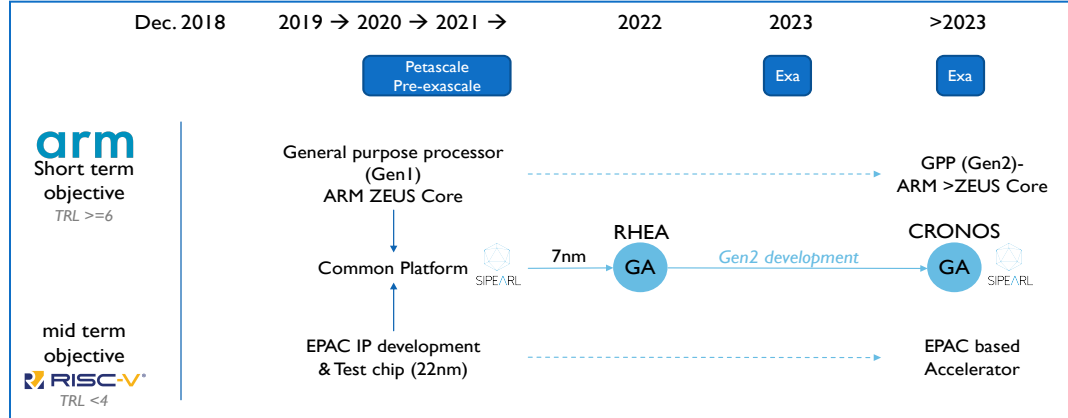 Dec. 2018 2019 → 2020 → 2021 → 2022 2023 >2023
Petascale
Pre-exascale
Exa
Exa
arm
Short term
objective
TRL >=6
General purpose processor
(Gen1)
ARM ZEUS Core
GPP (Gen2)-
ARM >ZEUS Core
Common Platform
SIPEARL
7nm
RHEA
GA
Gen2 development
CRONOS
GA
SIPEARL
mid term
objective
RISC-V®
TRL <4
EPAC IP development
& Test chip (22nm)
EPAC based
Accelerator